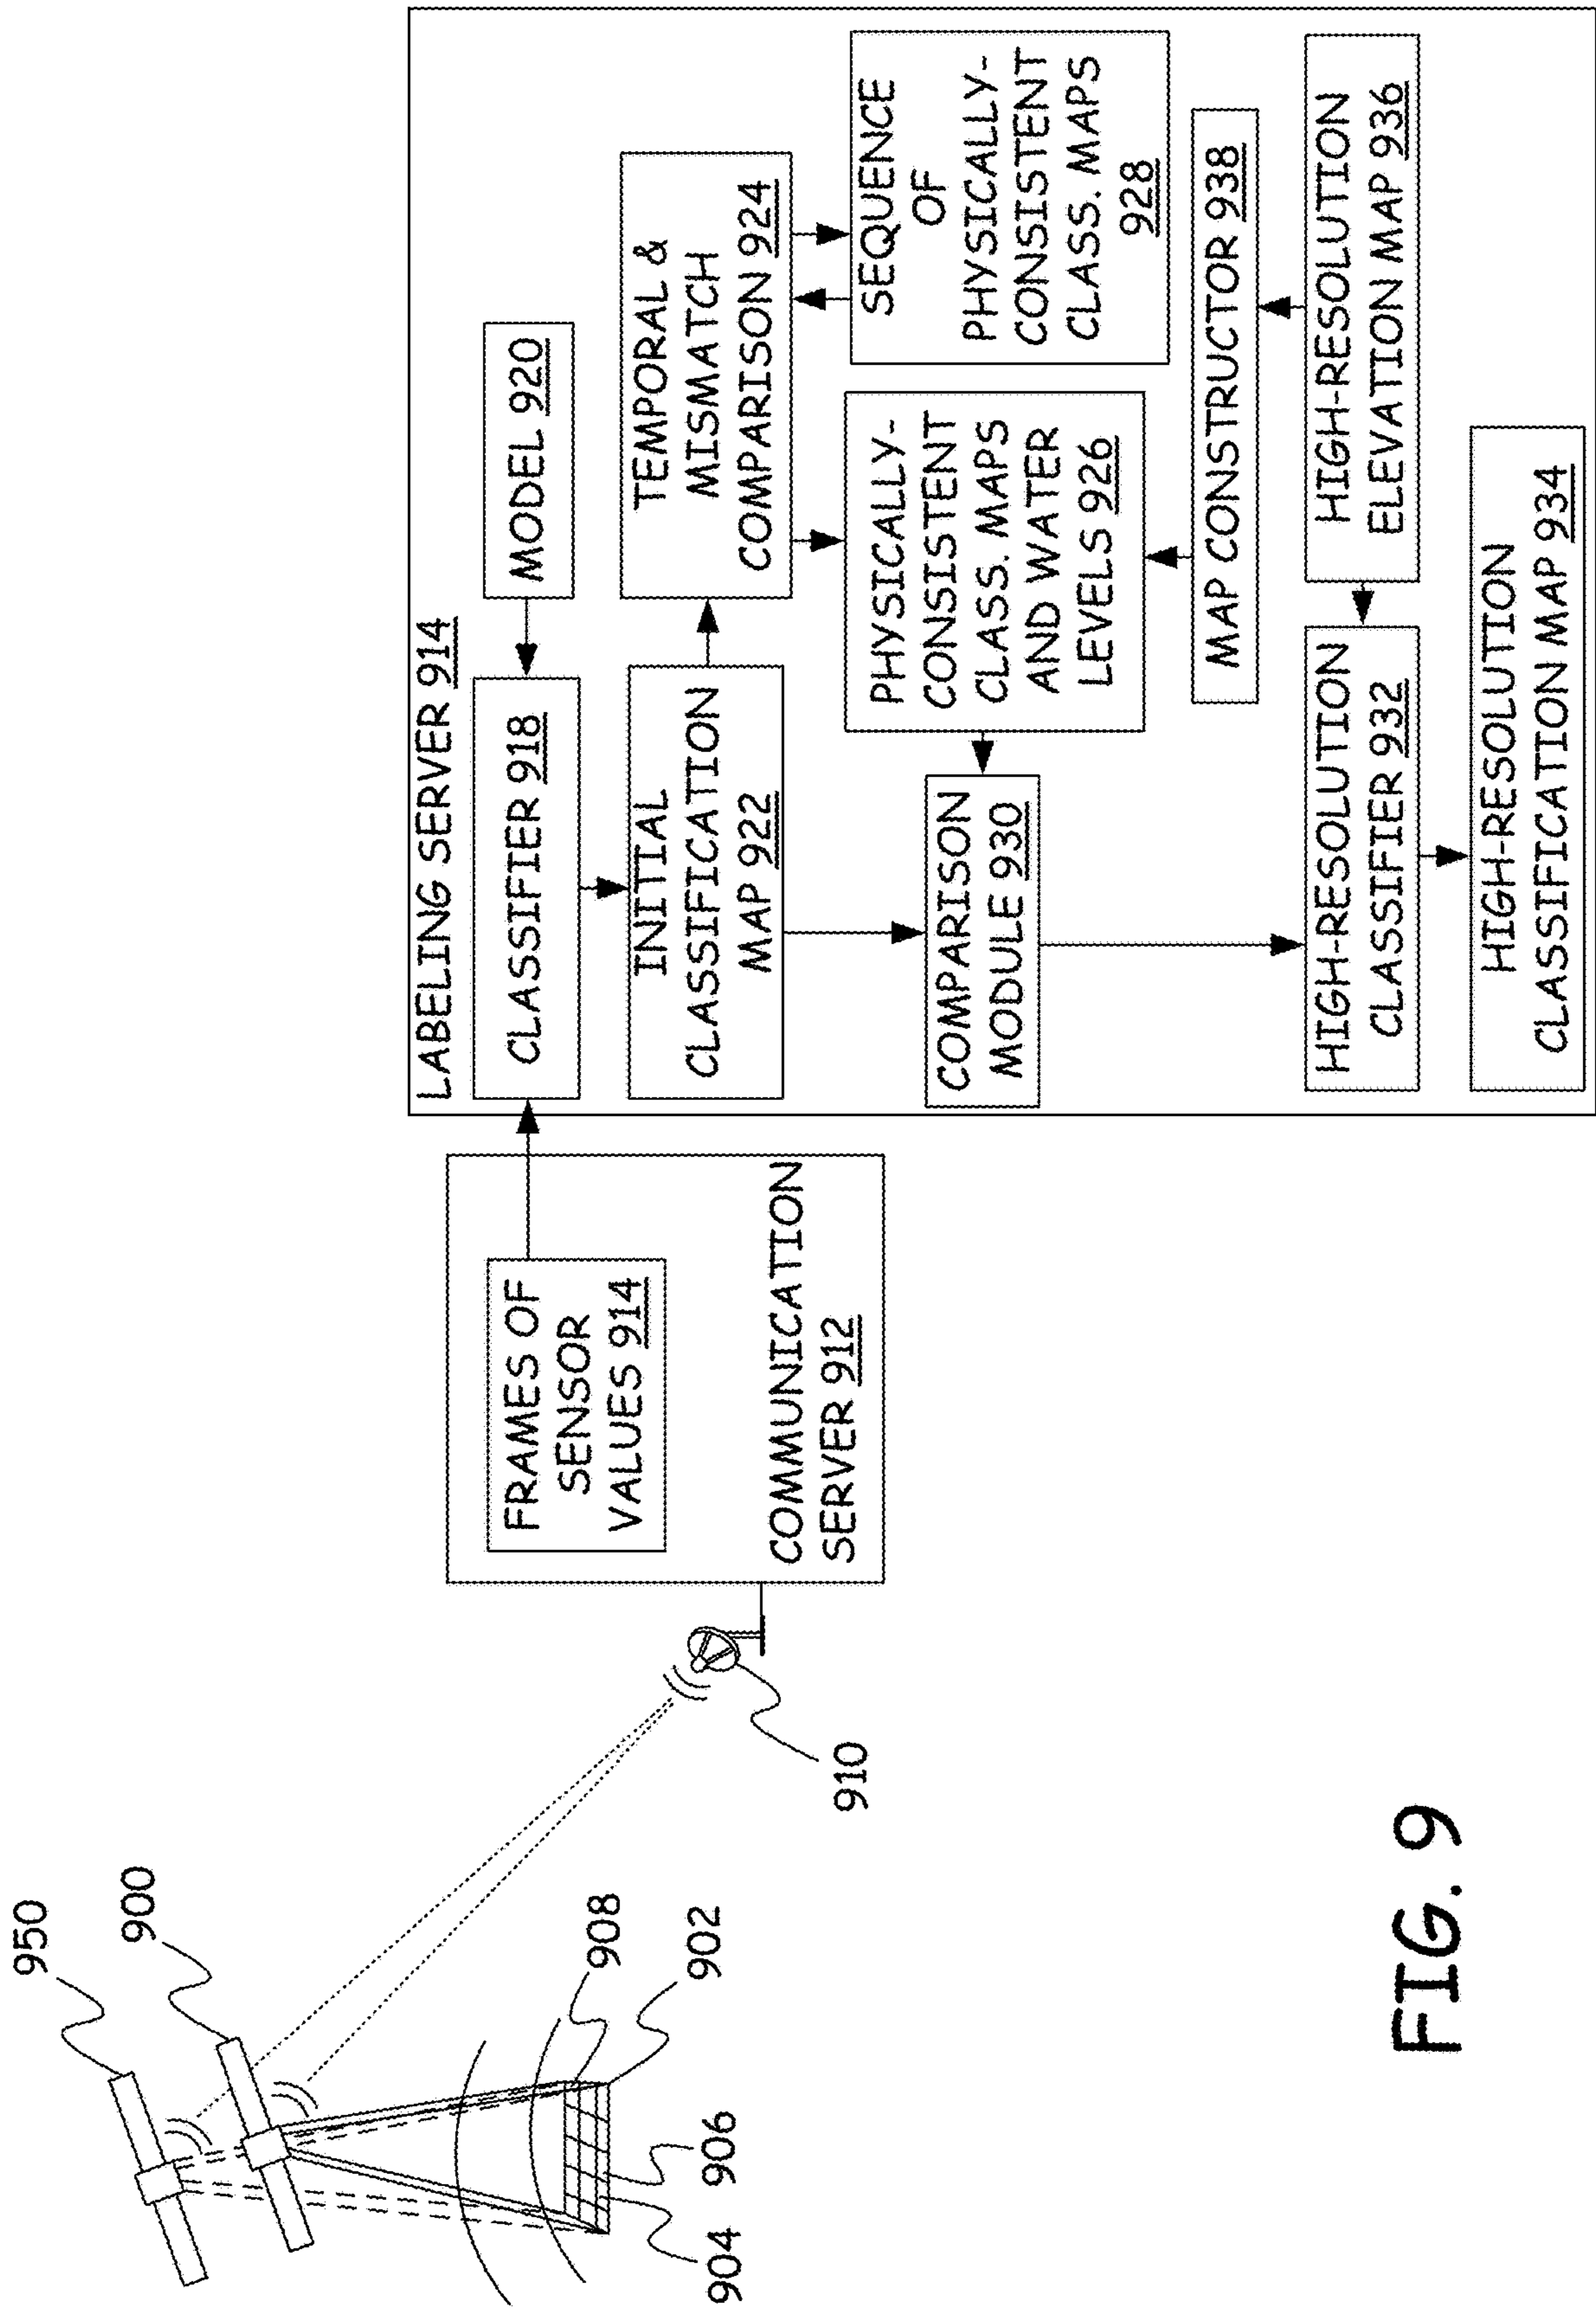 950
900
908
902
906
904
910
FRAMES OF
SENSOR
VALUES 914
COMMUNICATION
SERVER 912
LABELING SERVER 914
CLASSIFIER 918
MODEL 920
INITIAL
CLASSIFICATION
MAP 922
TEMPORAL &
MISMATCH
COMPARISON 924
PHYSICALLY-
CONSISTENT
CLASS. MAPS
AND WATER
LEVELS 926
SEQUENCE
OF
PHYSICALLY-
CONSISTENT
CLASS. MAPS
928
COMPARISON
MODULE 930
MAP CONSTRUCTOR 938
HIGH-RESOLUTION
CLASSIFIER 932
HIGH-RESOLUTION
ELEVATION MAP 936
HIGH-RESOLUTION
CLASSIFICATION MAP 934
FIG. 9